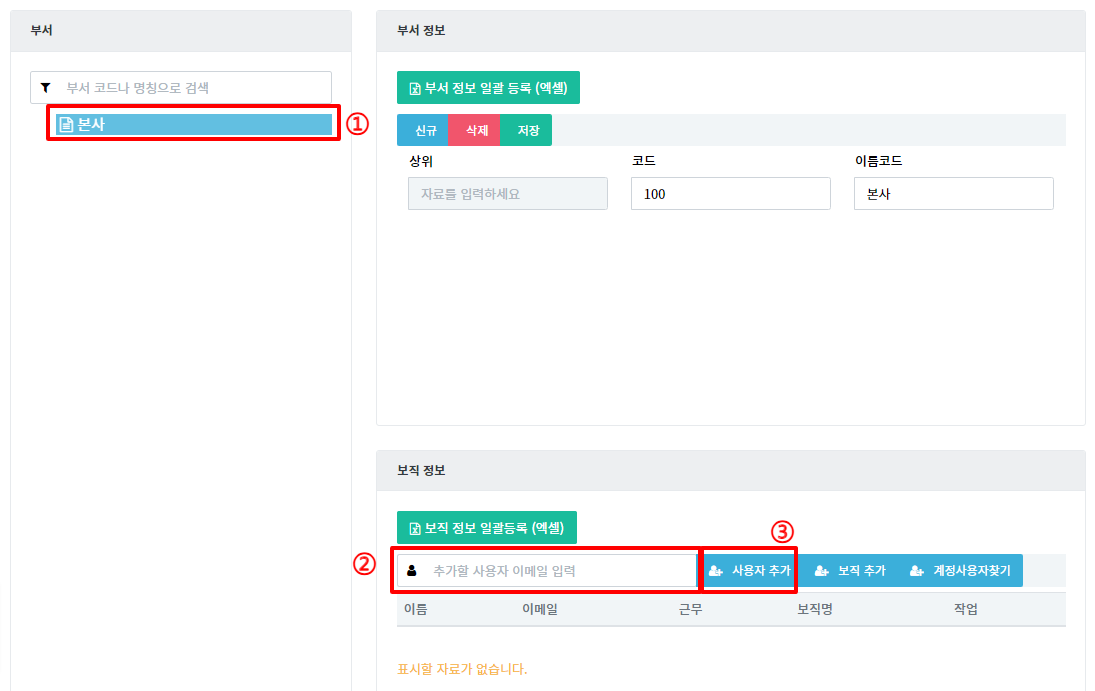 부서
부서 코드나 명칭으로 검색
본사
①
부서 정보
부서 정보 일괄 등록 (엑셀)
신규 삭제 저장
상위 코드 이름코드
자료를 입력하세요 100 본사
보직 정보
보직 정보 일괄등록 (엑셀)
③
②
추가할 사용자 이메일 입력 사용자 추가 보직 추가 계정사용자찾기
이름 이메일 근무 보직명 작업
표시할 자료가 없습니다.